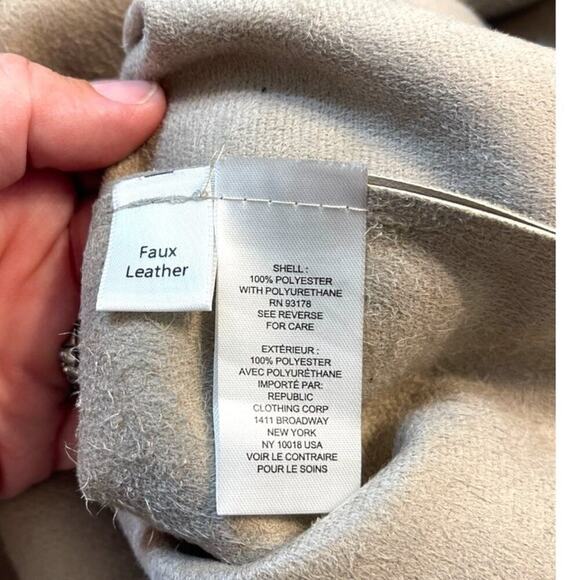 Faux
Leather
SHELL :
100% POLYESTER
WITH POLYURETHANE
RN 93178
SEE REVERSE
FOR CARE
EXTÉRIEUR :
100% POLYESTER
AVEC POLYURÉTHANE
IMPORTÉ PAR:
REPUBLIC
CLOTHING CORP
1411 BROADWAY
NEW YORK
NY 10018 USA
VOIR LE CONTRAIRE
POUR LE SOINS